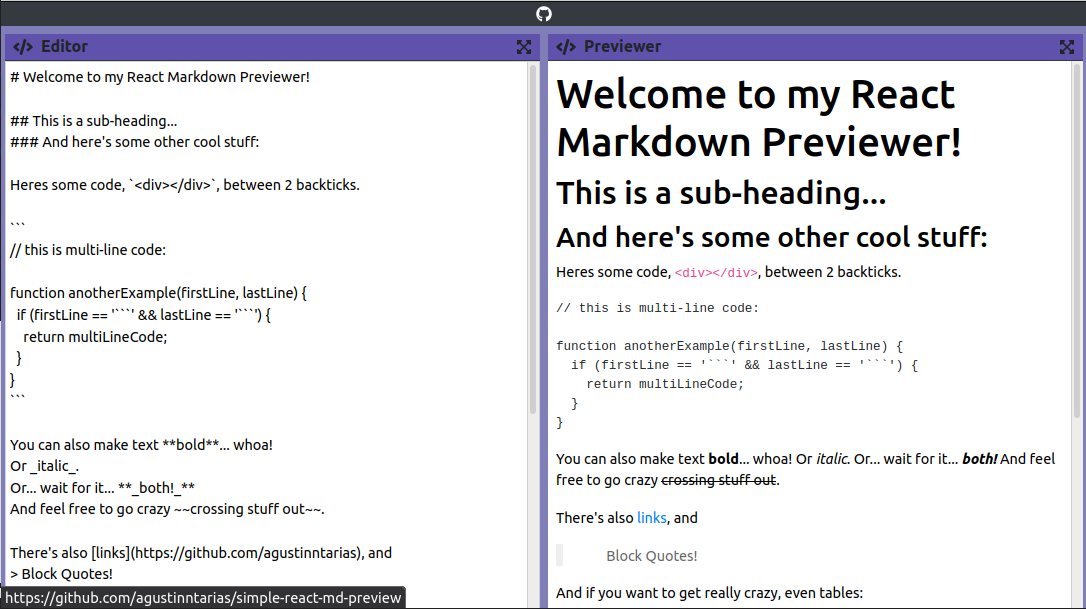 </> Editor
# Welcome to my React Markdown Previewer!
## This is a sub-heading...
### And here's some other cool stuff:
Heres some code, `<div></div>`, between 2 backticks.
```
// this is multi-line code:
function anotherExample(firstLine, lastLine) {
  if (firstLine == '```' && lastLine == '```') {
    return multiLineCode;
  }
}
```
You can also make text **bold**... whoa!
Or _italic_.
Or... wait for it... **_both!_**
And feel free to go crazy ~~crossing stuff out~~.
There's also [links](https://github.com/agustinntarias), and
> Block Quotes!
</> Previewer
Welcome to my React
Markdown Previewer!
This is a sub-heading...
And here's some other cool stuff:
Heres some code, <div></div>, between 2 backticks.
// this is multi-line code:
function anotherExample(firstLine, lastLine) {
  if (firstLine == '```' && lastLine == '```') {
    return multiLineCode;
  }
}
You can also make text bold... whoa! Or italic. Or... wait for it... both! And feel
free to go crazy crossing stuff out.
There's also links, and
Block Quotes!
And if you want to get really crazy, even tables:
https://github.com/agustinntarias/simple-react-md-preview